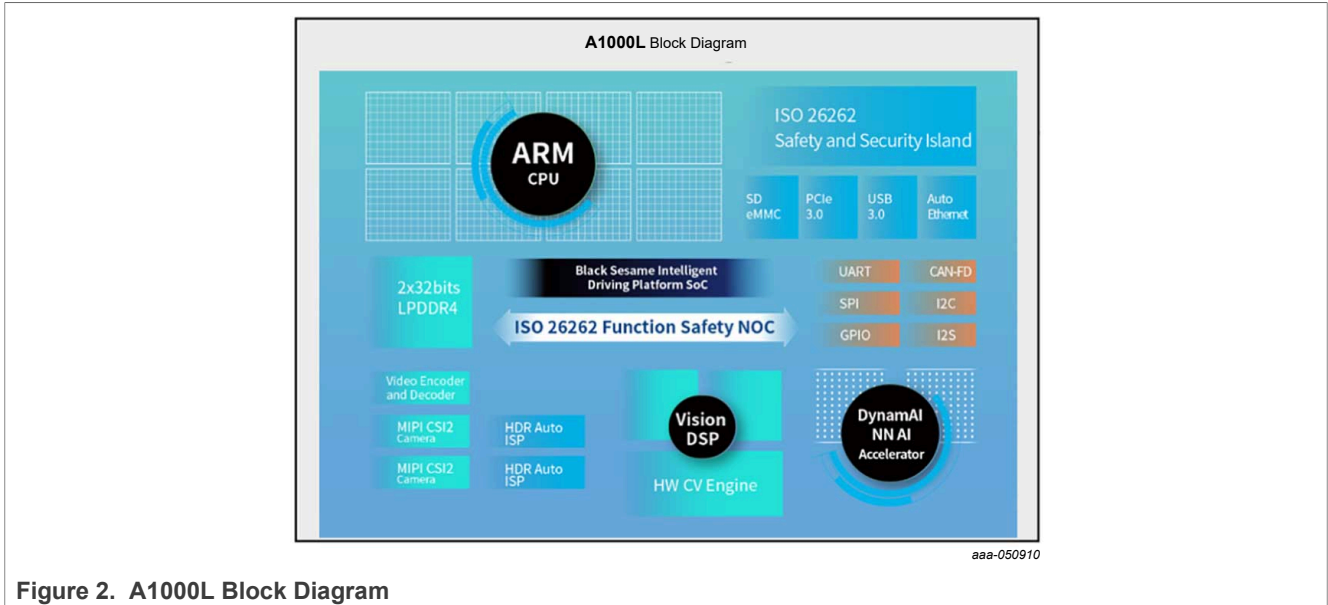 A1000L Block Diagram
ARM
CPU
ISO 26262
Safety and Security Island
SD
eMMC
PCIe
3.0
USB
3.0
Auto
Ethernet
2x32bits
LPDDR4
Black Sesame Intelligent
Driving Platform SoC
ISO 26262 Function Safety NOC
UART
CAN-FD
SPI
I2C
GPIO
I2S
Video Encoder
and Decoder
MIPI CSI2
Camera
HDR Auto
ISP
MIPI CSI2
Camera
HDR Auto
ISP
Vision
DSP
HW CV Engine
DynamAI
NN AI
Accelerator
aaa-050910
Figure 2. A1000L Block Diagram